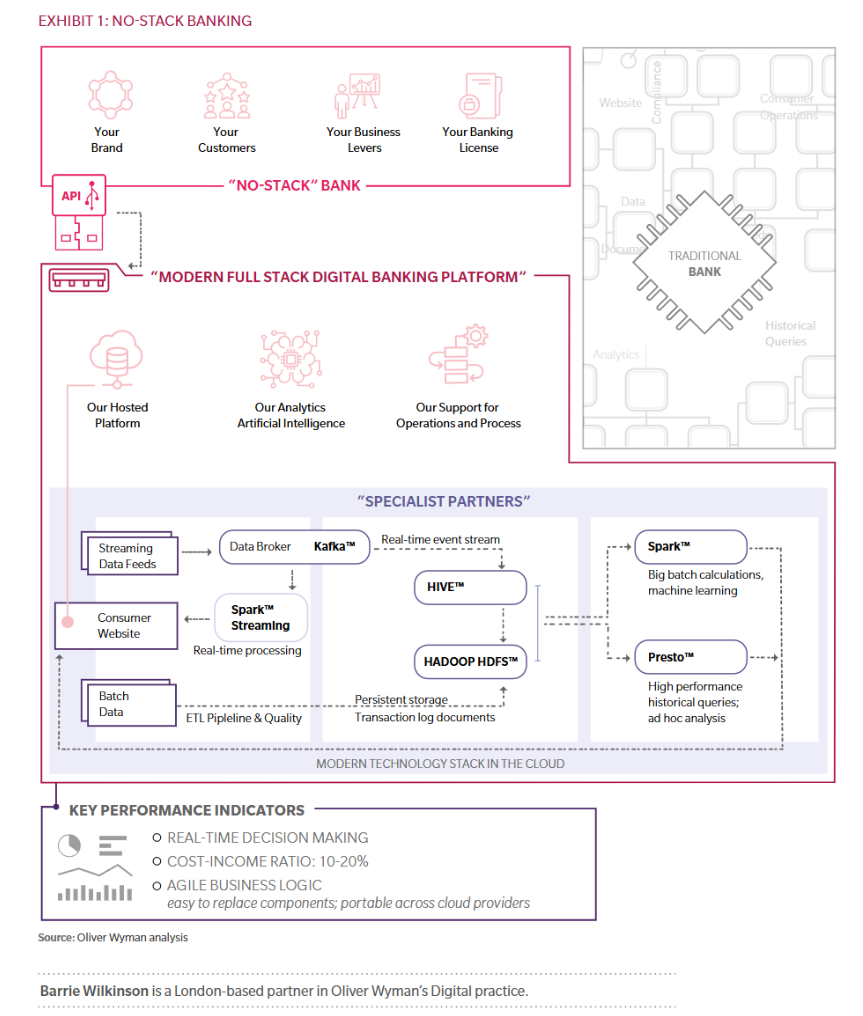 EXHIBIT 1: NO-STACK BANKING
Your
Brand
Your
Customers
Your Business
Levers
Your Banking
License
"NO-STACK" BANK
API
"MODERN FULL STACK DIGITAL BANKING PLATFORM"
Website
Compliance
Consumer
Operations
Data
Docume
TRADITIONAL
BANK
Historical
Queries
Analytics
Our Hosted
Platform
Our Analytics
Artificial Intelligence
Our Support for
Operations and Process
"SPECIALIST PARTNERS"
Streaming
Data Feeds
Data Broker Kafka™
Real-time event stream
Spark™
Big batch calculations,
machine learning
HIVE™
Consumer
Website
Spark™
Streaming
Real-time processing
HADOOP HDFS™
Presto™
High performance
historical queries;
ad hoc analysis
Batch
Data
ETL Pipleline & Quality
Persistent storage
Transaction log documents
MODERN TECHNOLOGY STACK IN THE CLOUD
KEY PERFORMANCE INDICATORS
REAL-TIME DECISION MAKING
COST-INCOME RATIO: 10-20%
AGILE BUSINESS LOGIC
easy to replace components; portable across cloud providers
Source: Oliver Wyman analysis
Barrie Wilkinson is a London-based partner in Oliver Wyman's Digital practice.